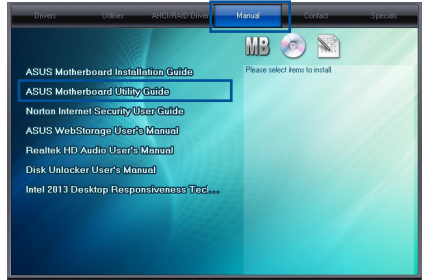 Drivers Utilities AHCI/RAID Driver Manual Contact Specials
MB
Please select items to install.
ASUS Motherboard Installation Guide
ASUS Motherboard Utility Guide
Norton Internet Security User Guide
ASUS WebStorage User's Manual
Realtek HD Audio User's Manual
Disk Unlocker User's Manual
Intel 2013 Desktop Responsiveness Tecl...